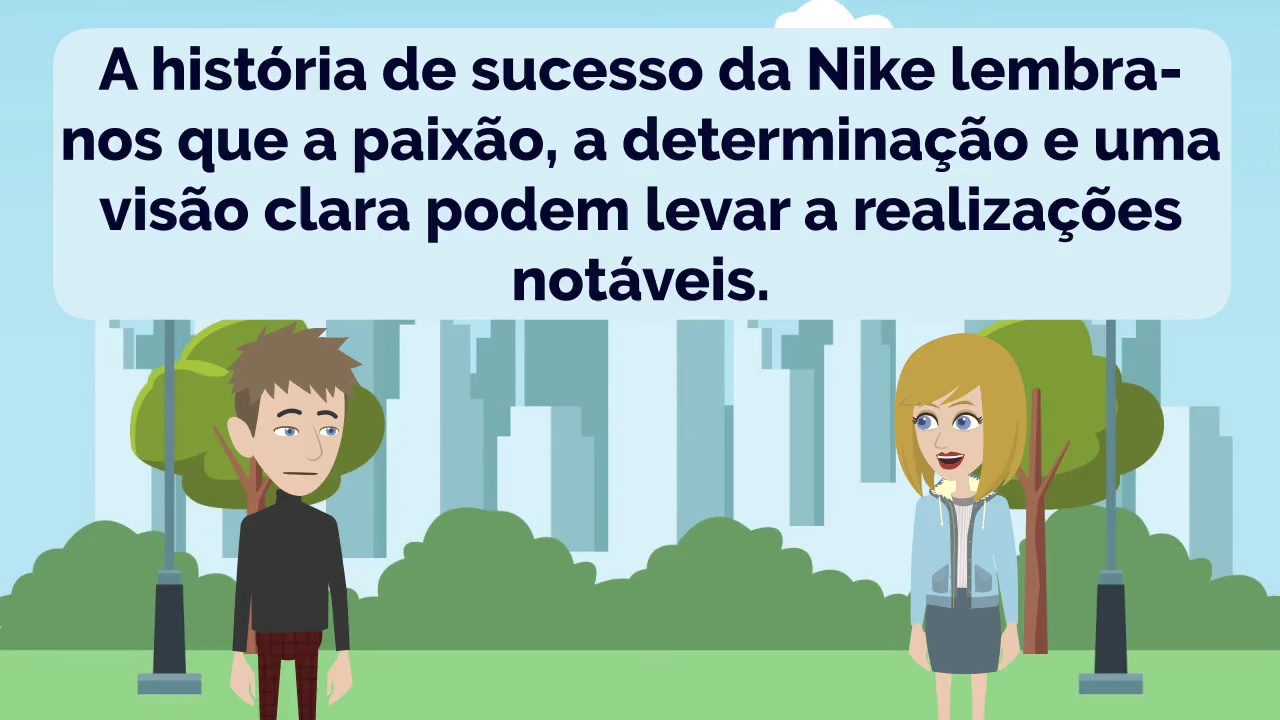 A história de sucesso da Nike lembra-
nos que a paixão, a determinação e uma
visão clara podem levar a realizações
notáveis.